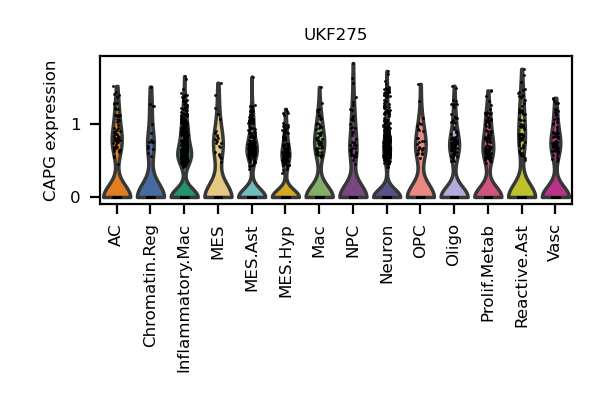 UKF275
CAPG expression
1
0
AC
Chromatin.Reg
Inflammatory.Mac
MES
MES.Ast
MES.Hyp
Mac
NPC
Neuron
OPC
Oligo
Prolif.Metab
Reactive.Ast
Vasc